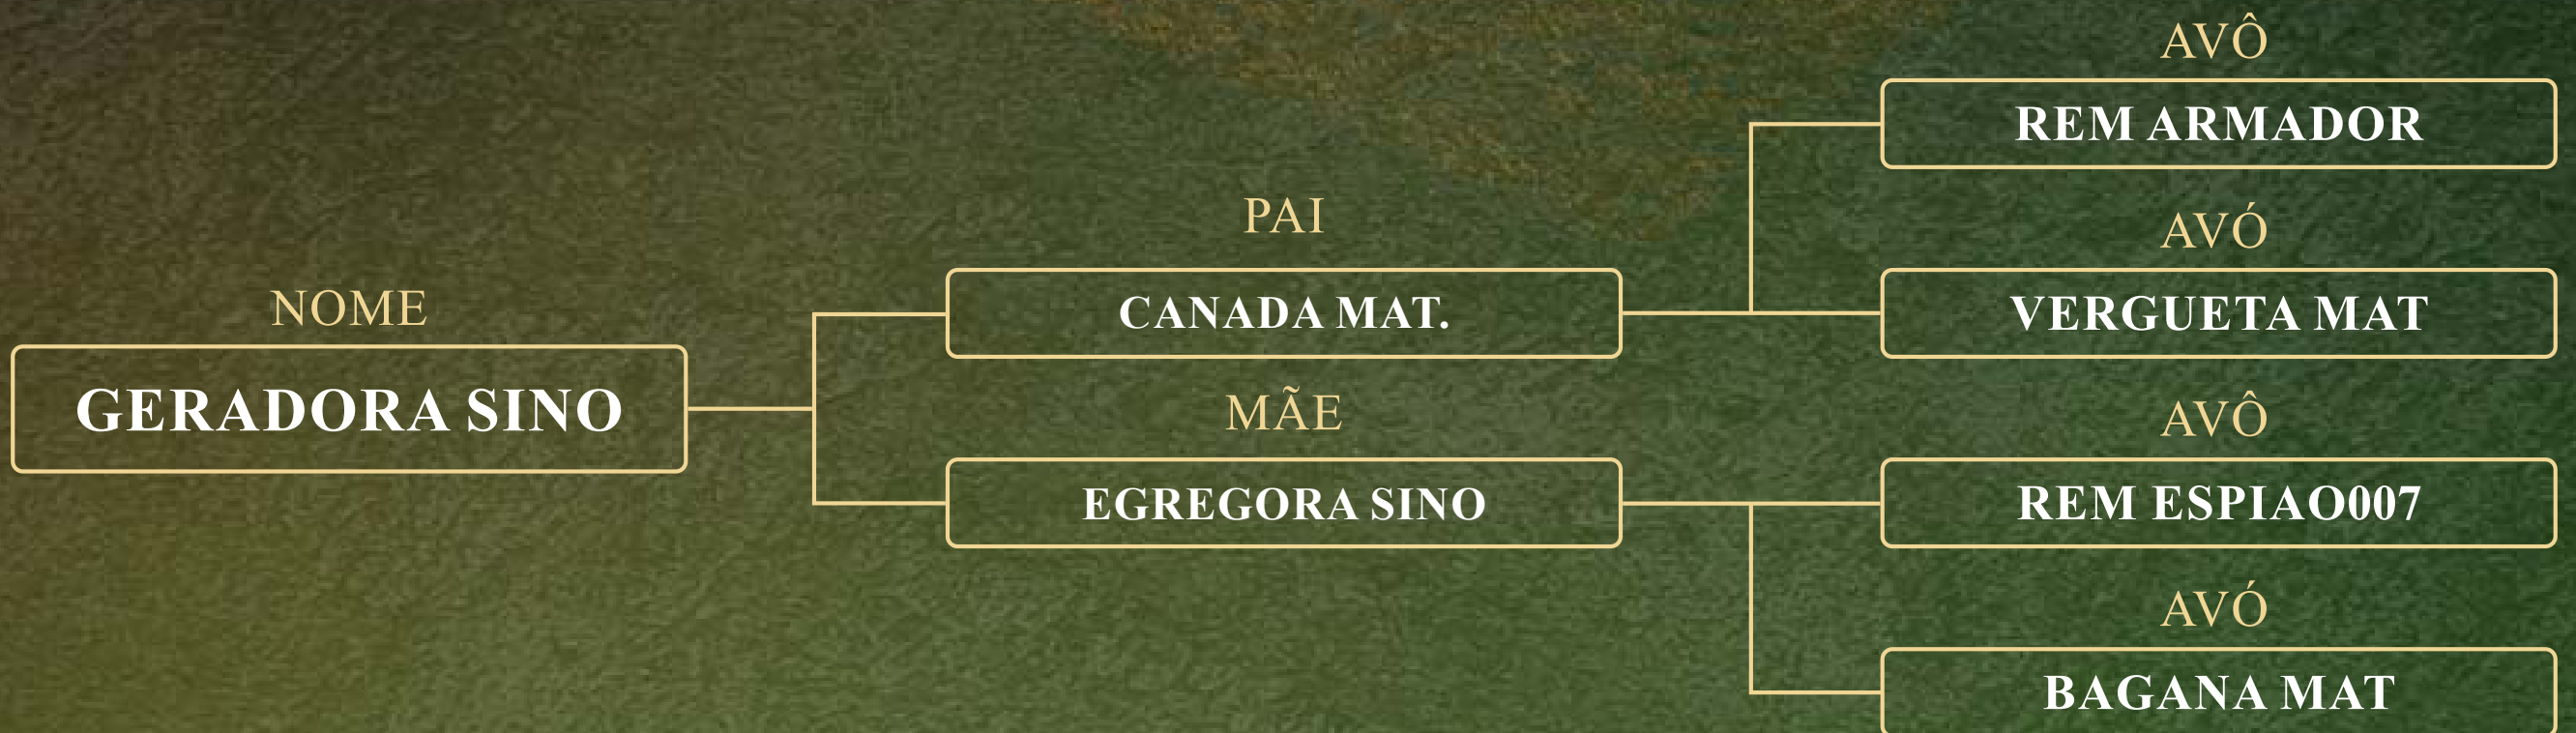 NOME
GERADORA SINO
PAI
CANADA MAT.
MÃE
EGREGORA SINO
AVÔ
REM ARMADOR
AVÓ
VERGUETA MAT
AVÔ
REM ESPIAO007
AVÓ
BAGANA MAT